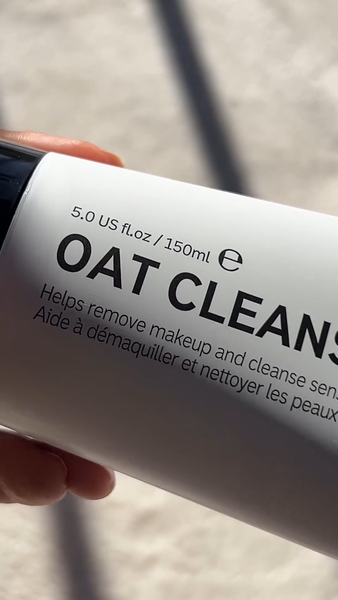 5.0 US fl.oz / 150ml ℮
OAT CLEANS
Helps remove makeup and cleanse sens
Aide à démaquiller et nettoyer les peaux